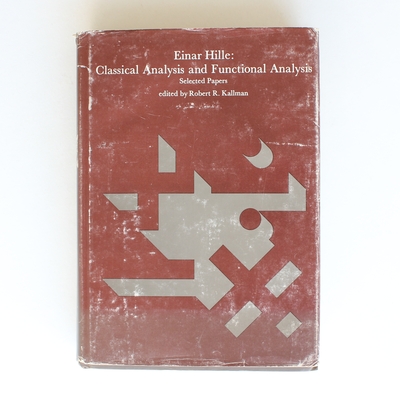 Einar Hille:
Classical Analysis and Functional Analysis
Selected Papers
edited by Robert R. Kallman